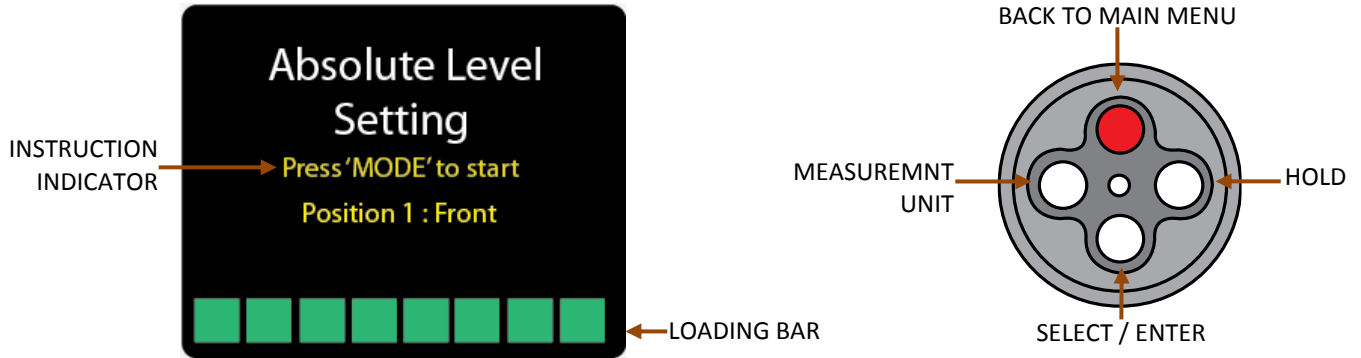 BACK TO MAIN MENU
Absolute Level
Setting
INSTRUCTION
INDICATOR
Press 'MODE' to start
Position 1 : Front
MEASUREMNT
UNIT
HOLD
LOADING BAR
SELECT / ENTER